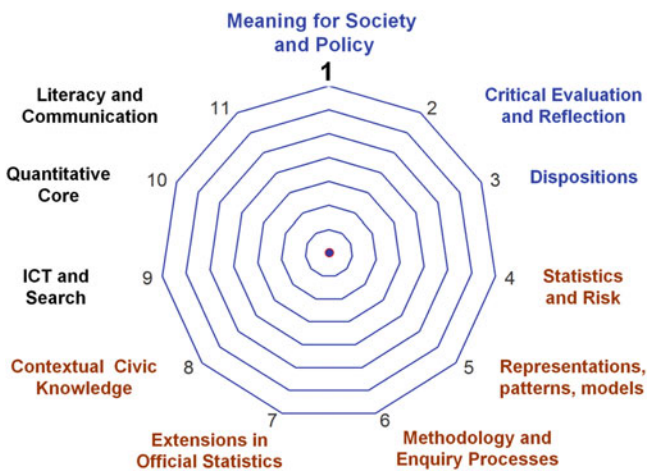 Meaning for Society
and Policy
1
2
Critical Evaluation
and Reflection
3
Dispositions
4
Statistics
and Risk
5
Representations,
patterns, models
6
Methodology and
Enquiry Processes
7
Extensions in
Official Statistics
8
Contextual Civic
Knowledge
9
ICT and
Search
10
Quantitative
Core
11
Literacy and
Communication